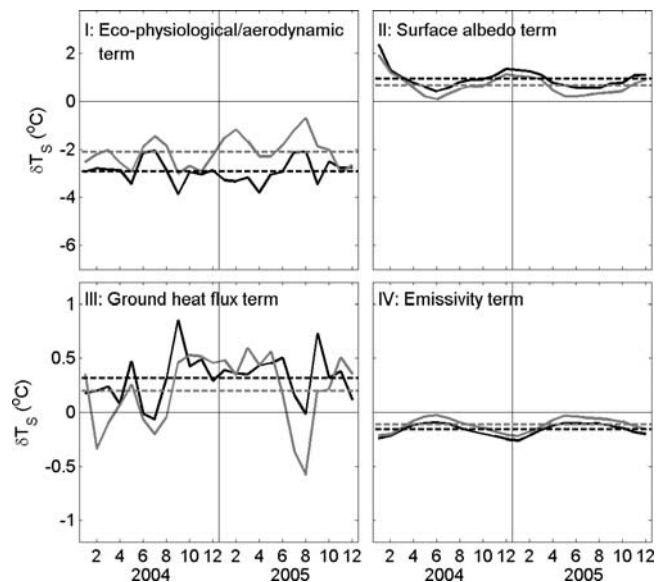 I: Eco-physiological/aerodynamic
term
II: Surface albedo term
2
0
-2
-4
-6
δT_S (°C)
III: Ground heat flux term
IV: Emissivity term
1
0.5
0
-0.5
-1
δT_S (°C)
2 4 6 8 10 12 2 4 6 8 10 12
2004 2005
2 4 6 8 10 12 2 4 6 8 10 12
2004 2005